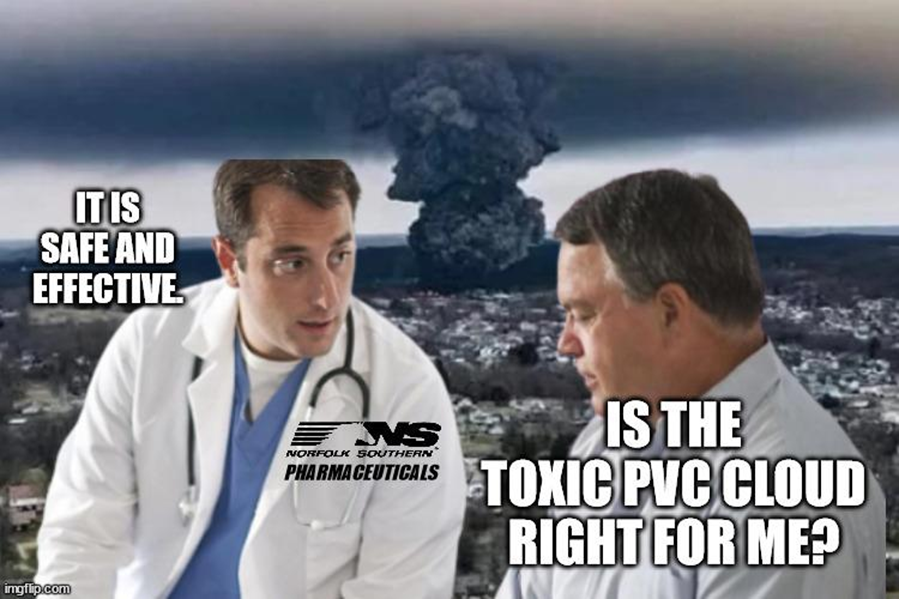 IT IS
SAFE AND
EFFECTIVE.
NS
NORFOLK SOUTHERN
PHARMACEUTICALS
IS THE
TOXIC PVC CLOUD
RIGHT FOR ME?
imgflip.com